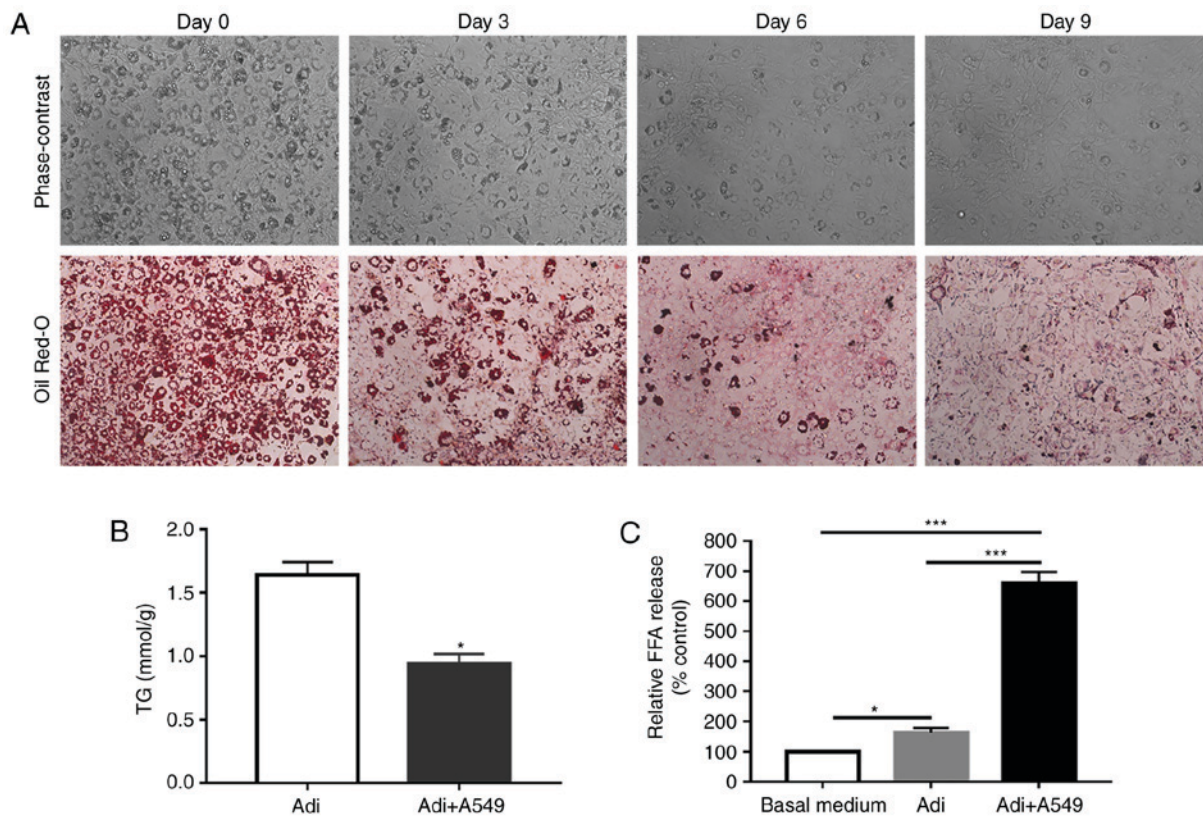 A
Day 0 Day 3 Day 6 Day 9
Phase-contrast
Oil Red-O
B
TG (mmol/g)
2.0
1.5
1.0
0.5
0.0
*
Adi Adi+A549
C
Relative FFA release
(% control)
800
700
600
500
400
300
200
100
0
***
***
*
Basal medium Adi Adi+A549